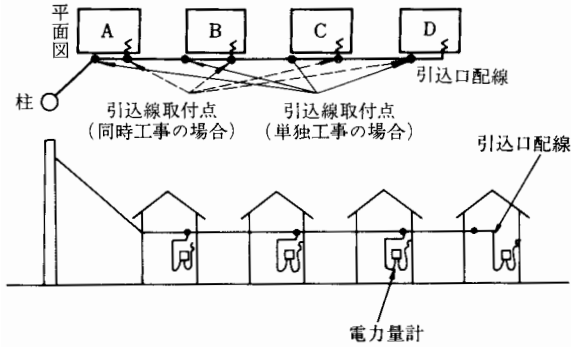 平面図
A
B
C
D
引込口配線
柱
引込線取付点
（同時工事の場合）
引込線取付点
（単独工事の場合）
引込口配線
電力量計